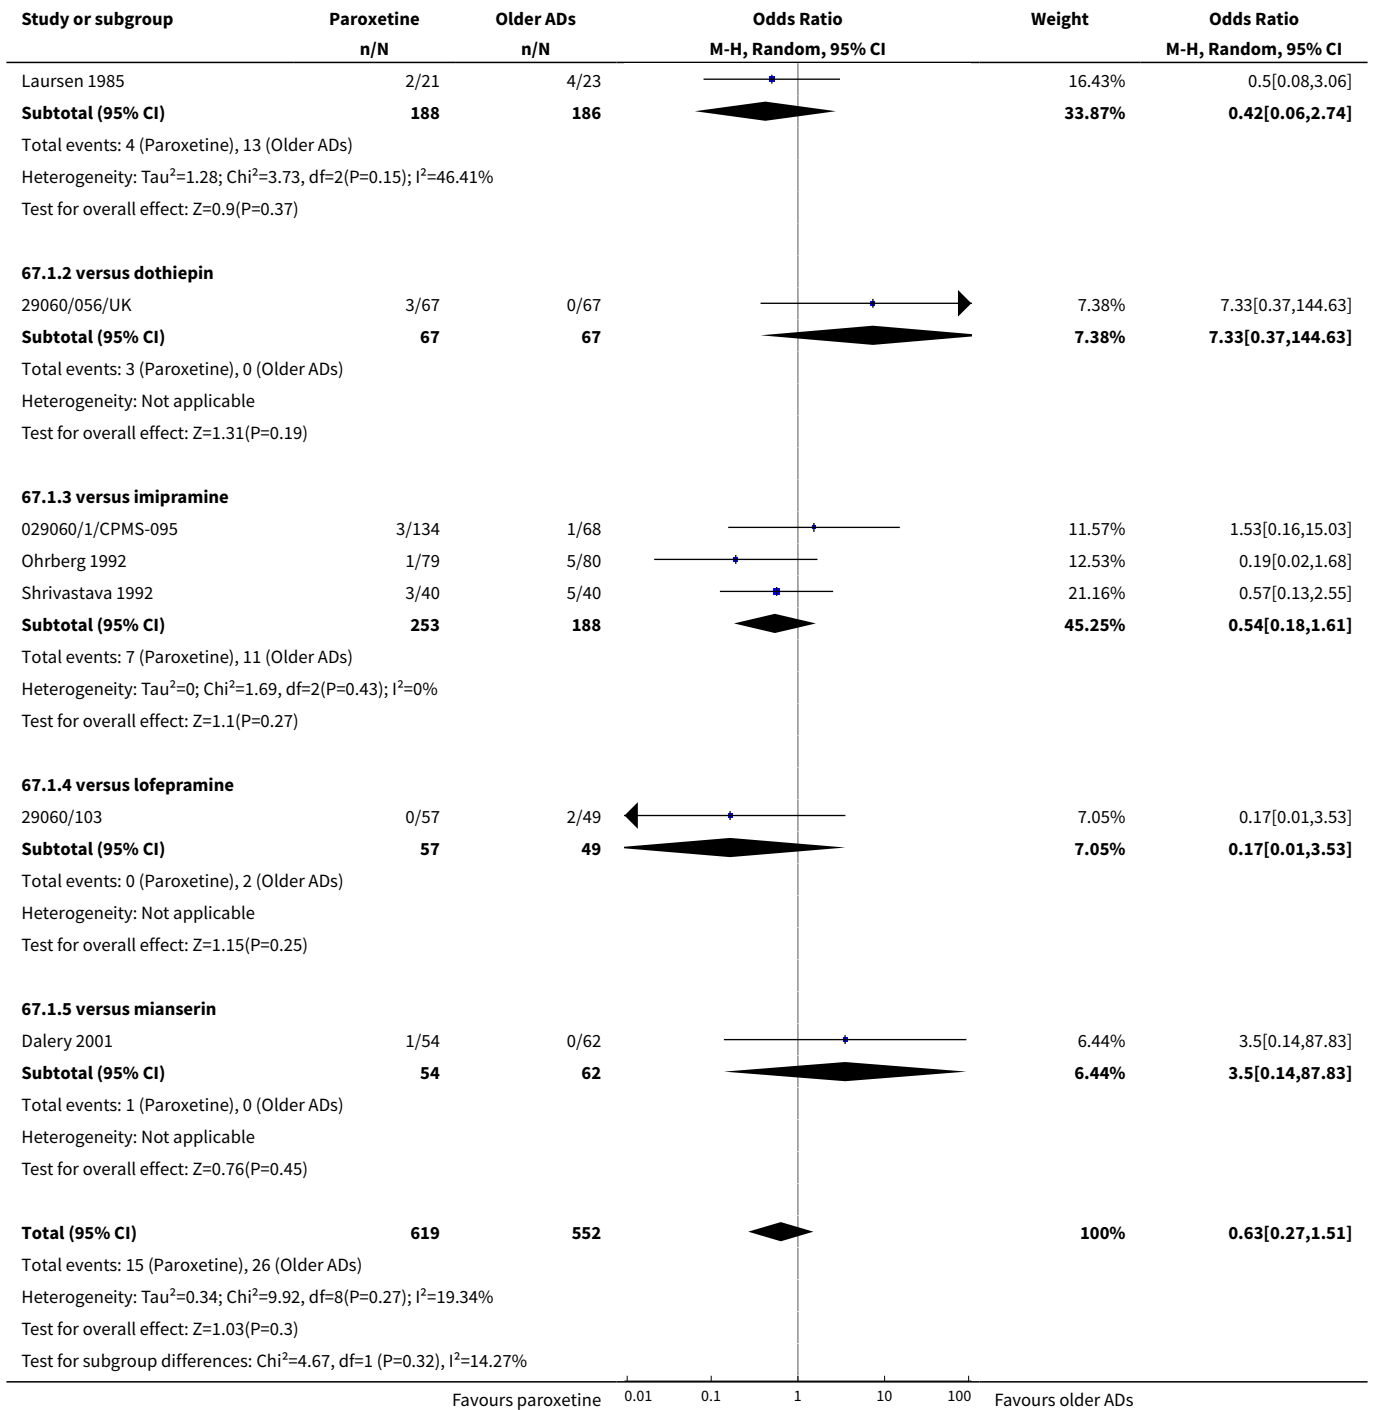 Study or subgroup Paroxetine Older ADs Odds Ratio Weight Odds Ratio
n/N n/N M-H, Random, 95% CI M-H, Random, 95% CI
Laursen 1985 2/21 4/23 16.43% 0.5[0.08,3.06]
Subtotal (95% CI) 188 186 33.87% 0.42[0.06,2.74]
Total events: 4 (Paroxetine), 13 (Older ADs)
Heterogeneity: Tau²=1.28; Chi²=3.73, df=2(P=0.15); I²=46.41%
Test for overall effect: Z=0.9(P=0.37)
67.1.2 versus dothiepin
29060/056/UK 3/67 0/67 7.38% 7.33[0.37,144.63]
Subtotal (95% CI) 67 67 7.38% 7.33[0.37,144.63]
Total events: 3 (Paroxetine), 0 (Older ADs)
Heterogeneity: Not applicable
Test for overall effect: Z=1.31(P=0.19)
67.1.3 versus imipramine
029060/1/CPMS-095 3/134 1/68 11.57% 1.53[0.16,15.03]
Ohrberg 1992 1/79 5/80 12.53% 0.19[0.02,1.68]
Shrivastava 1992 3/40 5/40 21.16% 0.57[0.13,2.55]
Subtotal (95% CI) 253 188 45.25% 0.54[0.18,1.61]
Total events: 7 (Paroxetine), 11 (Older ADs)
Heterogeneity: Tau²=0; Chi²=1.69, df=2(P=0.43); I²=0%
Test for overall effect: Z=1.1(P=0.27)
67.1.4 versus lofepramine
29060/103 0/57 2/49 7.05% 0.17[0.01,3.53]
Subtotal (95% CI) 57 49 7.05% 0.17[0.01,3.53]
Total events: 0 (Paroxetine), 2 (Older ADs)
Heterogeneity: Not applicable
Test for overall effect: Z=1.15(P=0.25)
67.1.5 versus mianserin
Dalery 2001 1/54 0/62 6.44% 3.5[0.14,87.83]
Subtotal (95% CI) 54 62 6.44% 3.5[0.14,87.83]
Total events: 1 (Paroxetine), 0 (Older ADs)
Heterogeneity: Not applicable
Test for overall effect: Z=0.76(P=0.45)
Total (95% CI) 619 552 100% 0.63[0.27,1.51]
Total events: 15 (Paroxetine), 26 (Older ADs)
Heterogeneity: Tau²=0.34; Chi²=9.92, df=8(P=0.27); I²=19.34%
Test for overall effect: Z=1.03(P=0.3)
Test for subgroup differences: Chi²=4.67, df=1 (P=0.32), I²=14.27%
Favours paroxetine 0.01 0.1 1 10 100 Favours older ADs